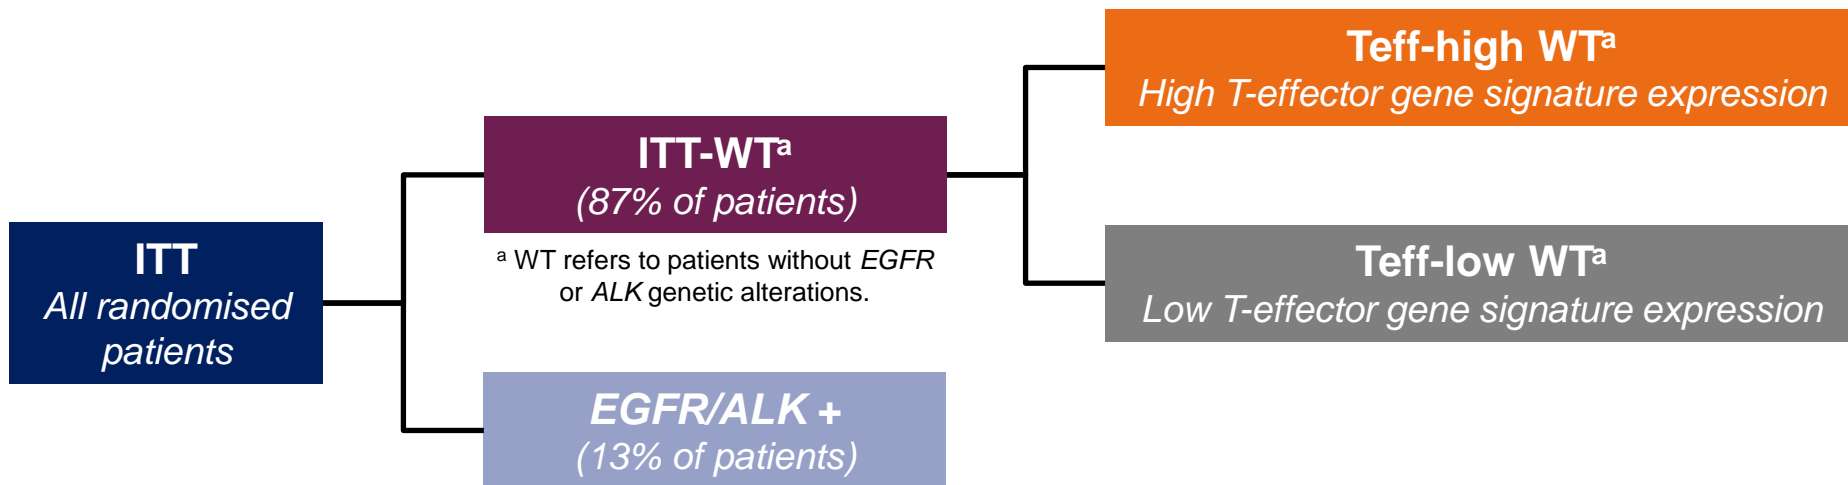 ITT
All randomised
patients
ITT-WTᵃ
(87% of patients)
ᵃ WT refers to patients without EGFR
or ALK genetic alterations.
EGFR/ALK +
(13% of patients)
Teff-high WTᵃ
High T-effector gene signature expression
Teff-low WTᵃ
Low T-effector gene signature expression